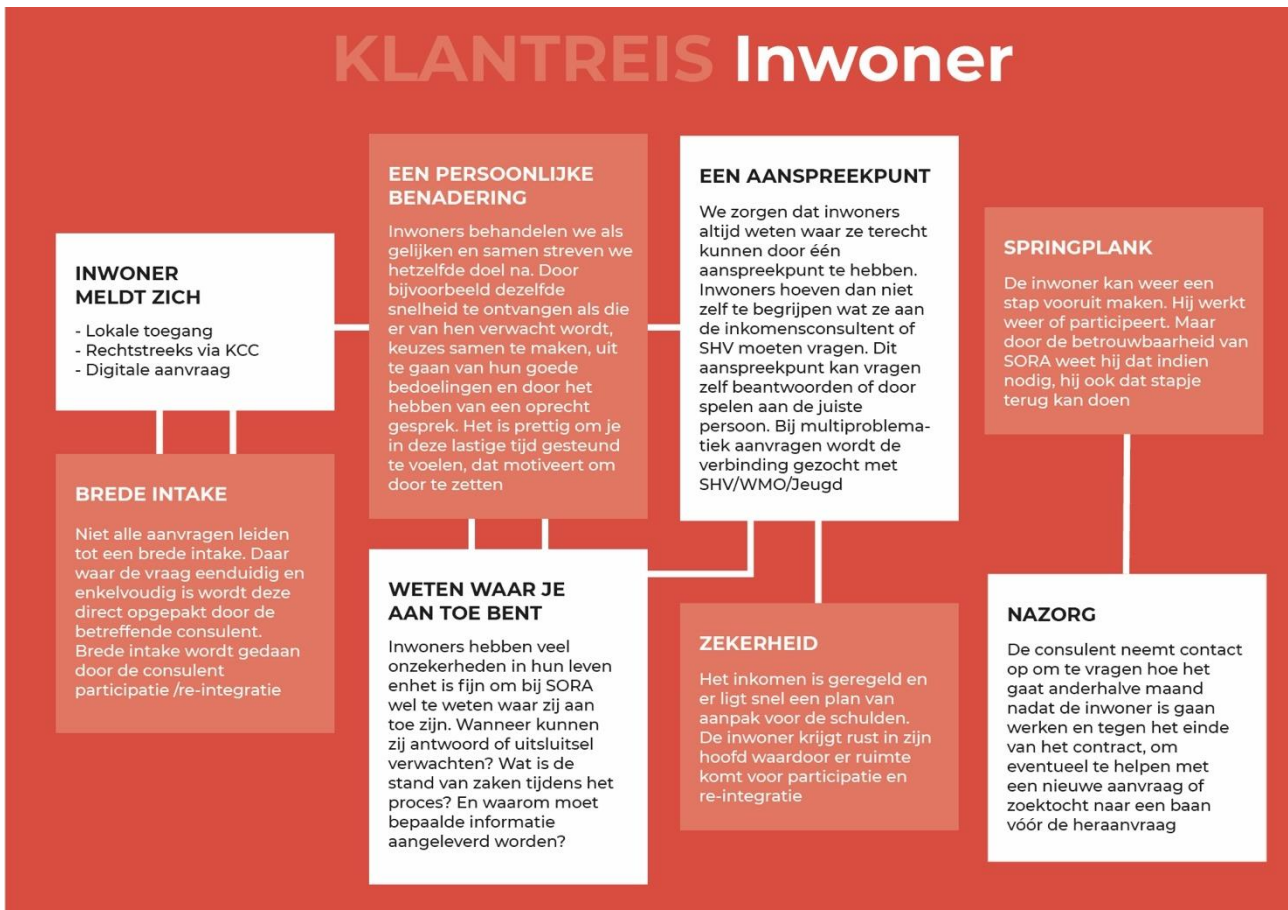 KLANTREIS Inwoner
INWONER
MELDT ZICH
- Lokale toegang
- Rechtstreeks via KCC
- Digitale aanvraag
BREDE INTAKE
Niet alle aanvragen leiden
tot een brede intake. Daar
waar de vraag eenduidig en
enkelvoudig is wordt deze
direct opgepakt door de
betreffende consulent.
Brede intake wordt gedaan
door de consulent
participatie /re-integratie
EEN PERSOONLIJKE
BENADERING
Inwoners behandelen we als
gelijken en samen streven we
hetzelfde doel na. Door
bijvoorbeeld dezelfde
snelheid te ontvangen als die
er van hen verwacht wordt,
keuzes samen te maken, uit
te gaan van hun goede
bedoelingen en door het
hebben van een oprecht
gesprek. Het is prettig om je
in deze lastige tijd gesteund
te voelen, dat motiveert om
door te zetten
WETEN WAAR JE
AAN TOE BENT
Inwoners hebben veel
onzekerheden in hun leven
enhet is fijn om bij SORA
wel te weten waar zij aan
toe zijn. Wanneer kunnen
zij antwoord of uitsluitsel
verwachten? Wat is de
stand van zaken tijdens het
proces? En waarom moet
bepaalde informatie
aangeleverd worden?
EEN AANSPREEKPUNT
We zorgen dat inwoners
altijd weten waar ze terecht
kunnen door één
aanspreekpunt te hebben.
Inwoners hoeven dan niet
zelf te begrijpen wat ze aan
de inkomensconsultent of
SHV moeten vragen. Dit
aanspreekpunt kan vragen
zelf beantwoorden of door
spelen aan de juiste
persoon. Bij multiproblema-
tiek aanvragen wordt de
verbinding gezocht met
SHV/WMO/Jeugd
ZEKERHEID
Het inkomen is geregeld en
er ligt snel een plan van
aanpak voor de schulden.
De inwoner krijgt rust in zijn
hoofd waardoor er ruimte
komt voor participatie en
re-integratie
SPRINGPLANK
De inwoner kan weer een
stap vooruit maken. Hij werkt
weer of participeert. Maar
door de betrouwbaarheid van
SORA weet hij dat indien
nodig, hij ook dat stapje
terug kan doen
NAZORG
De consulent neemt contact
op om te vragen hoe het
gaat anderhalve maand
nadat de inwoner is gaan
werken en tegen het einde
van het contract, om
eventueel te helpen met
een nieuwe aanvraag of
zoektocht naar een baan
vóór de heraanvraag